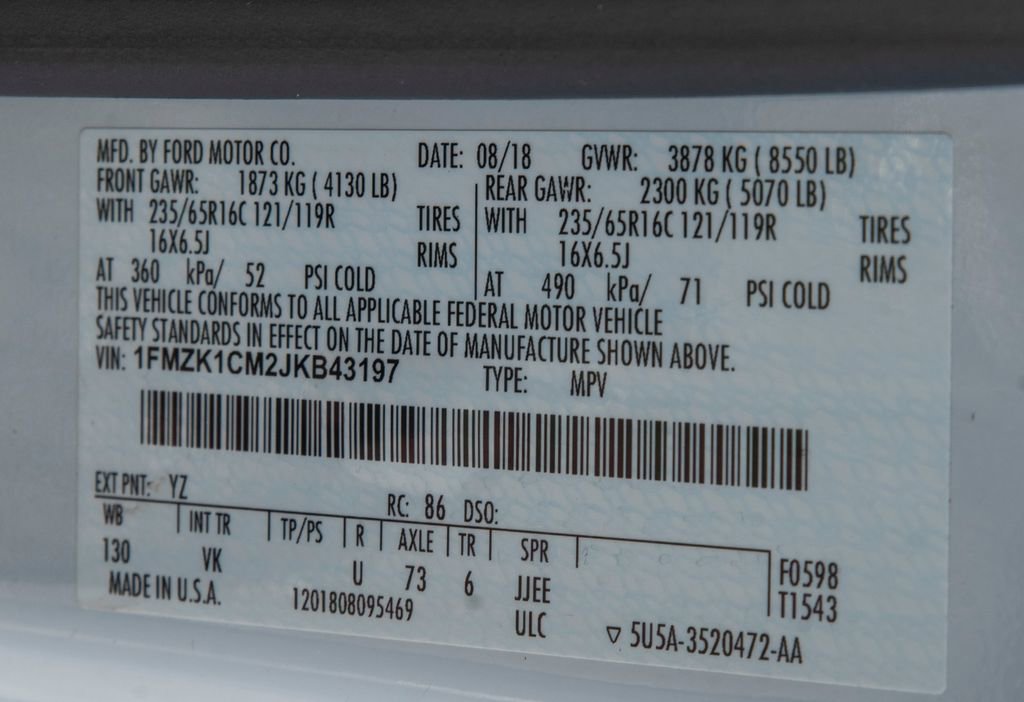 MFD. BY FORD MOTOR CO. DATE: 08/18 GVWR: 3878 KG ( 8550 LB)
FRONT GAWR: 1873 KG ( 4130 LB) REAR GAWR: 2300 KG ( 5070 LB)
WITH 235/65R16C 121/119R TIRES WITH 235/65R16C 121/119R TIRES
16X6.5J RIMS 16X6.5J RIMS
AT 360 kPa/ 52 PSI COLD AT 490 kPa/ 71 PSI COLD
THIS VEHICLE CONFORMS TO ALL APPLICABLE FEDERAL MOTOR VEHICLE
SAFETY STANDARDS IN EFFECT ON THE DATE OF MANUFACTURE SHOWN ABOVE.
VIN: 1FMZK1CM2JKB43197 TYPE: MPV
EXT PNT: YZ RC: 86 DSO:
WB INT TR TP/PS R AXLE TR SPR
130 VK U 73 6 JJEE F0598
MADE IN U.S.A. 1201808095469 ULC T1543
▽ 5U5A-3520472-AA